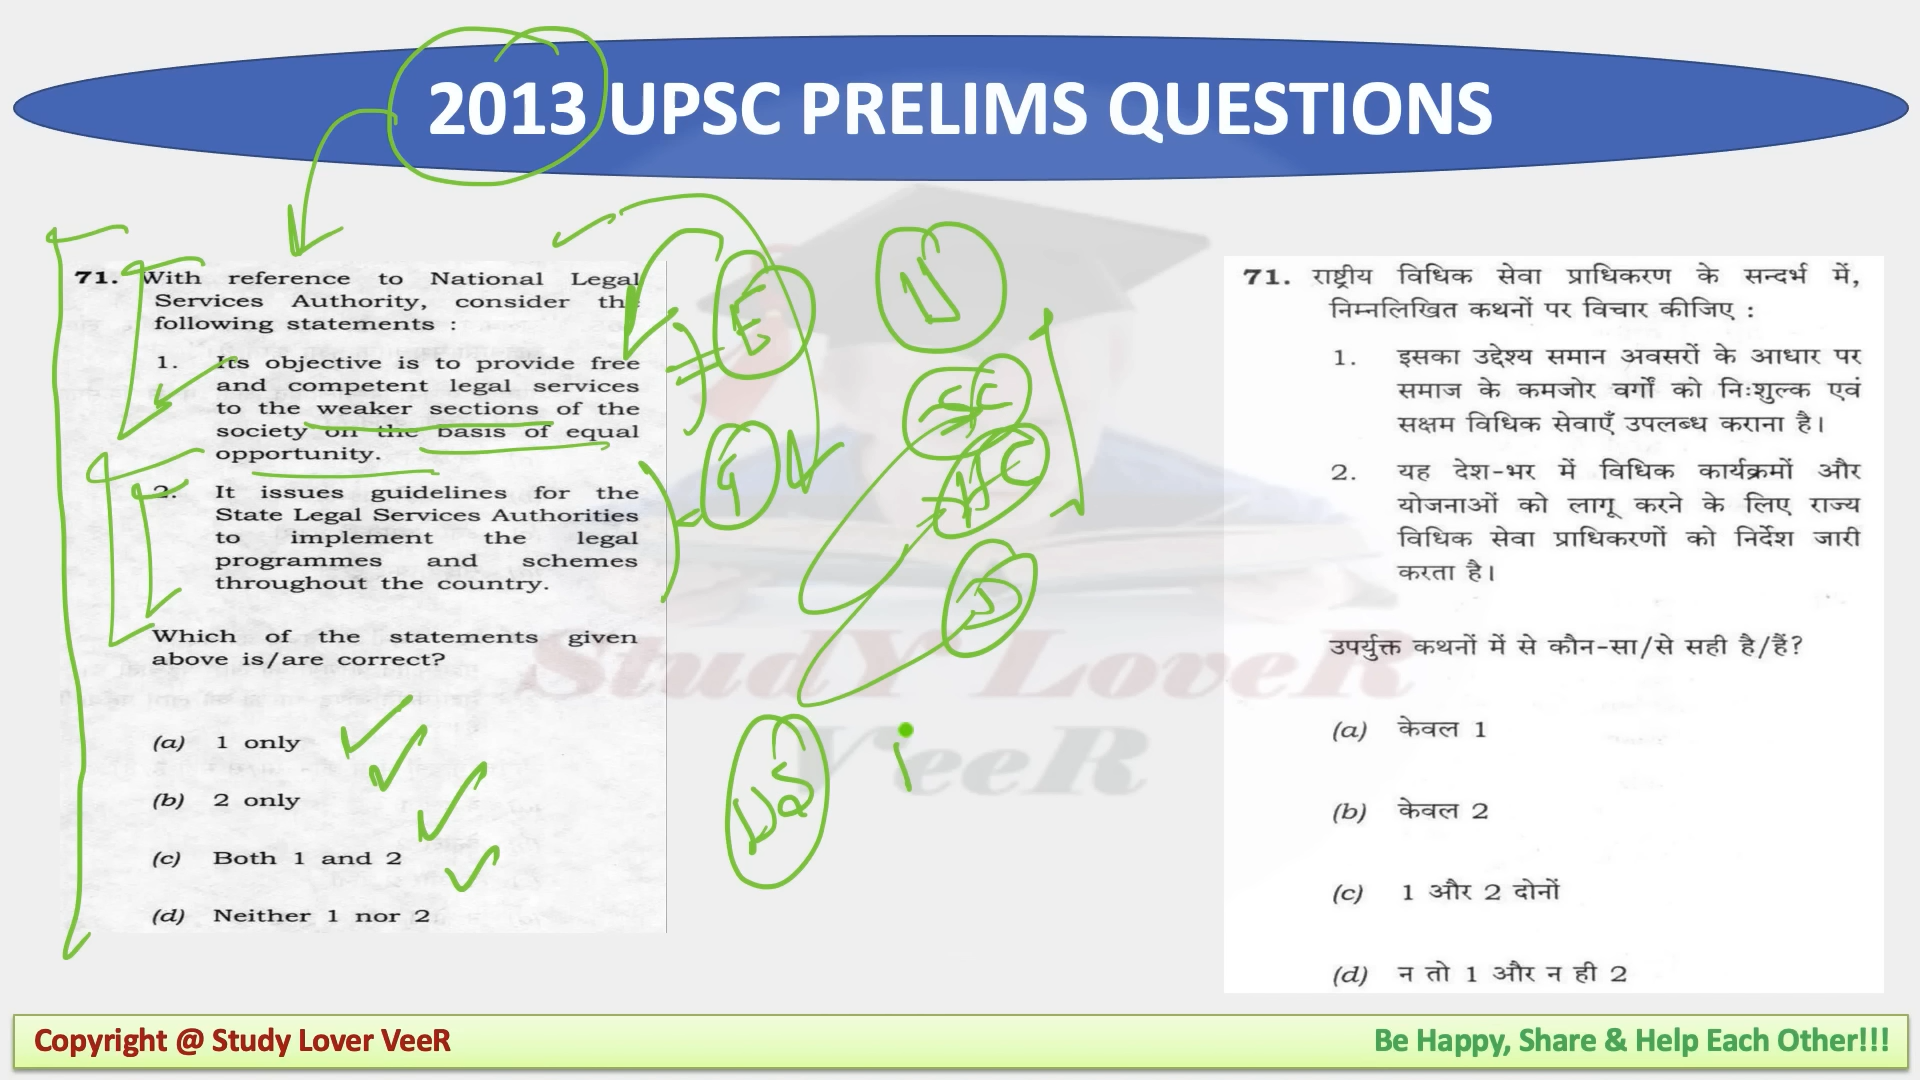 2013 UPSC PRELIMS QUESTIONS
71. With reference to National Legal
Services Authority, consider the
following statements :
1. Its objective is to provide free
and competent legal services
to the weaker sections of the
society on the basis of equal
opportunity.
2. It issues guidelines for the
State Legal Services Authorities
to implement the legal
programmes and schemes
throughout the country.
Which of the statements given
above is/are correct?
(a) 1 only
(b) 2 only
(c) Both 1 and 2
(d) Neither 1 nor 2
E
N
SC
HC
G
D
StudY LoveR
VeeR
71. राष्ट्रीय विधिक सेवा प्राधिकरण के सन्दर्भ में,
निम्नलिखित कथनों पर विचार कीजिए :
1. इसका उद्देश्य समान अवसरों के आधार पर
समाज के कमजोर वर्गों को निःशुल्क एवं
सक्षम विधिक सेवाएँ उपलब्ध कराना है।
2. यह देश-भर में विधिक कार्यक्रमों और
योजनाओं को लागू करने के लिए राज्य
विधिक सेवा प्राधिकरणों को निर्देश जारी
करता है।
उपर्युक्त कथनों में से कौन-सा/से सही है/हैं?
(a) केवल 1
(b) केवल 2
(c) 1 और 2 दोनों
(d) न तो 1 और न ही 2
Copyright @ Study Lover VeeR
Be Happy, Share & Help Each Other!!!